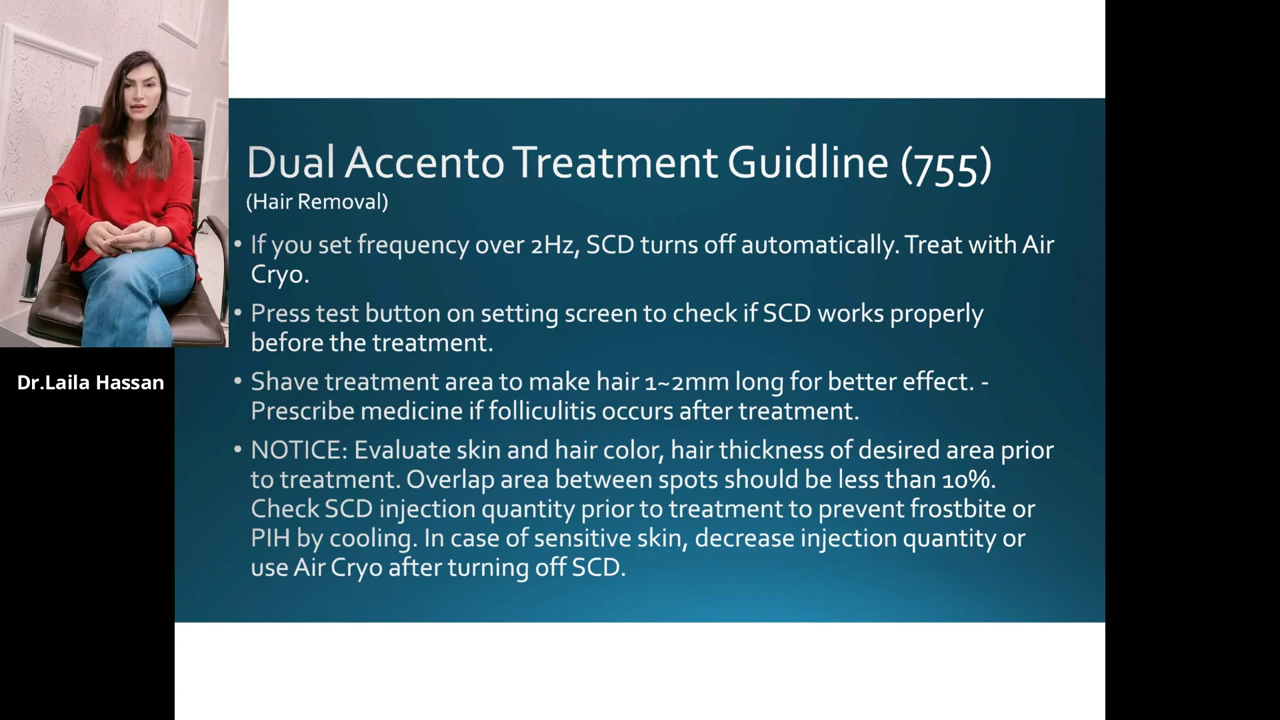 Dual Accento Treatment Guidline (755)
(Hair Removal)
• If you set frequency over 2Hz, SCD turns off automatically. Treat with Air
Cryo.
• Press test button on setting screen to check if SCD works properly
before the treatment.
Dr.Laila Hassan
• Shave treatment area to make hair 1~2mm long for better effect. -
Prescribe medicine if folliculitis occurs after treatment.
• NOTICE: Evaluate skin and hair color, hair thickness of desired area prior
to treatment. Overlap area between spots should be less than 10%.
Check SCD injection quantity prior to treatment to prevent frostbite or
PIH by cooling. In case of sensitive skin, decrease injection quantity or
use Air Cryo after turning off SCD.